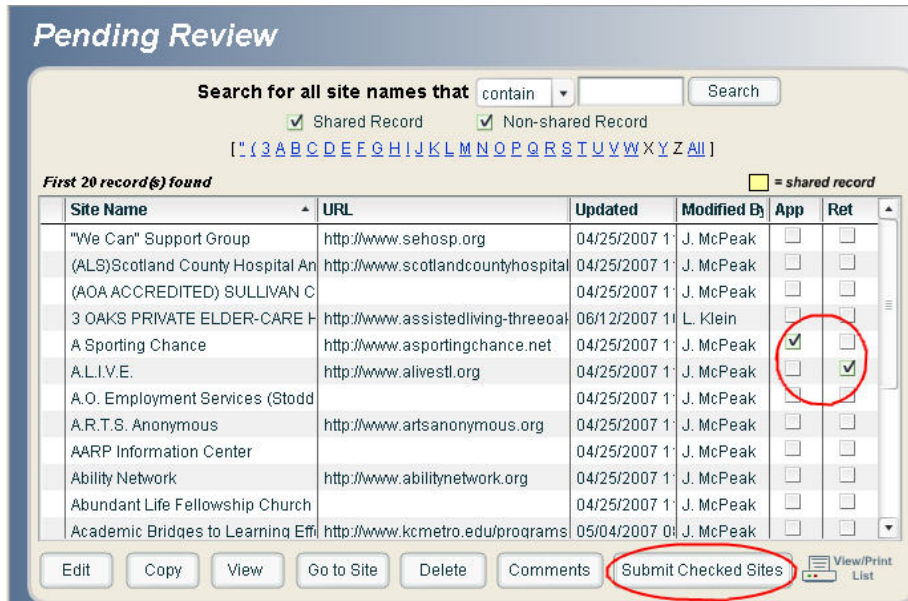 Pending Review
Search for all site names that contain Search
Shared Record Non-shared Record
[ " ( 3 A B C D E F G H I J K L M N O P Q R S T U V W X Y Z All ]
First 20 record(s) found = shared record
Site Name URL Updated Modified By App Ret
"We Can" Support Group http://www.sehosp.org 04/25/2007 1 J. McPeak
(ALS)Scotland County Hospital An http://www.scotlandcountyhospital 04/25/2007 1 J. McPeak
(AOA ACCREDITED) SULLIVAN C 04/25/2007 1 J. McPeak
3 OAKS PRIVATE ELDER-CARE H http://www.assistedliving-threeoak 06/12/2007 1 L. Klein
A Sporting Chance http://www.asportingchance.net 04/25/2007 1 J. McPeak
A.L.I.V.E. http://www.alivestl.org 04/25/2007 1 J. McPeak
A.O. Employment Services (Stodd 04/25/2007 1 J. McPeak
A.R.T.S. Anonymous http://www.artsanonymous.org 04/25/2007 1 J. McPeak
AARP Information Center 04/25/2007 1 J. McPeak
Ability Network http://www.abilitynetwork.org 04/25/2007 1 J. McPeak
Abundant Life Fellowship Church 04/25/2007 1 J. McPeak
Academic Bridges to Learning Effi http://www.kcmetro.edu/programs 05/04/2007 0 J. McPeak
Edit Copy View Go to Site Delete Comments Submit Checked Sites View/Print
List